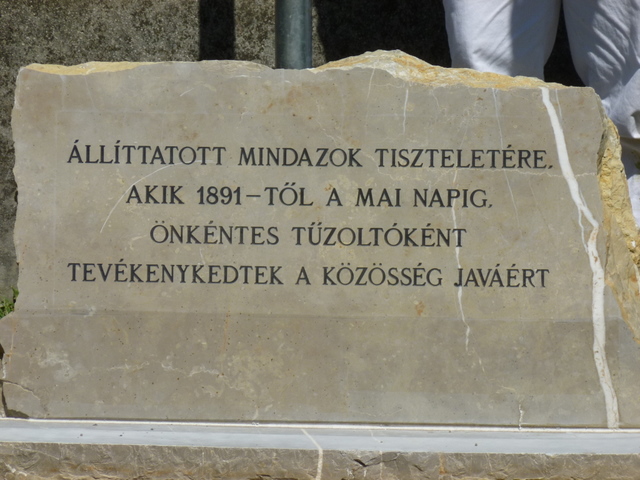 ÁLLÍTTATOTT MINDAZOK TISZTELETÉRE,
AKIK 1891-TŐL A MAI NAPIG,
ÖNKÉNTES TŰZOLTÓKÉNT
TEVÉKENYKEDTEK A KÖZÖSSÉG JAVÁÉRT